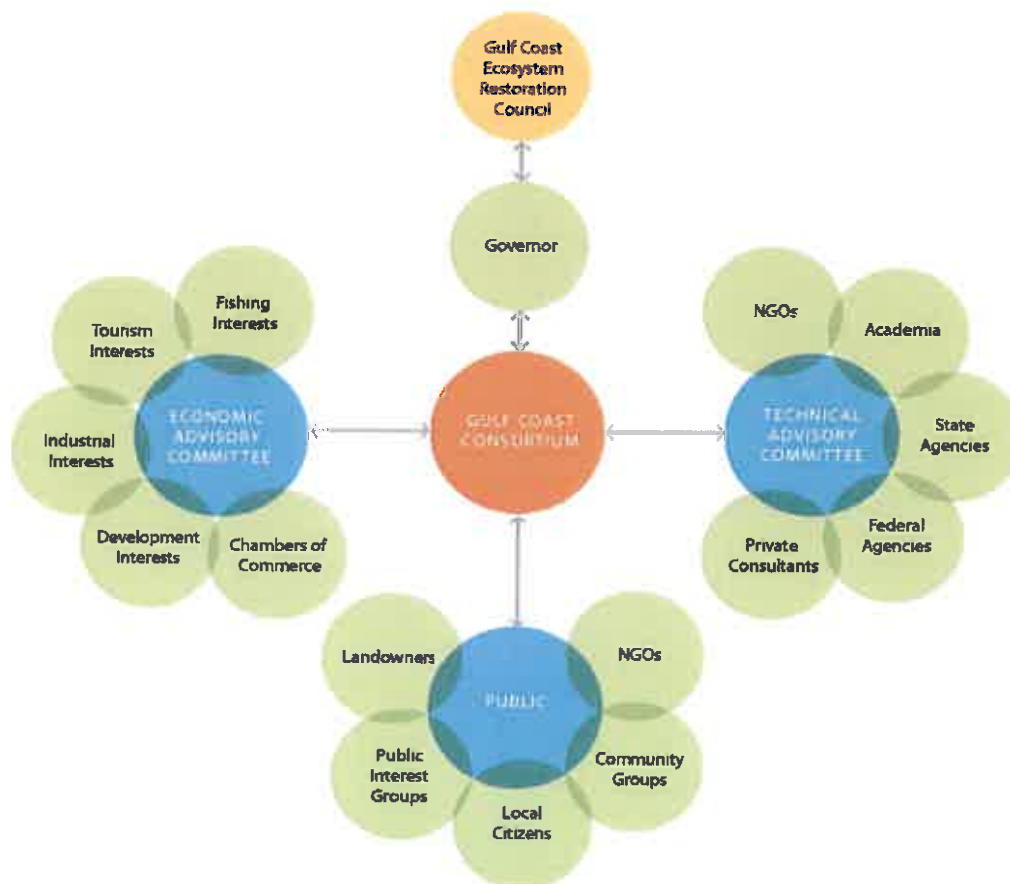 Gulf Coast
Ecosystem
Restoration
Council
Governor
Fishing
Interests
Tourism
Interests
Industrial
Interests
Development
Interests
Chambers of
Commerce
ECONOMIC
ADVISORY
COMMITTEE
GULF COAST
CONSORTIUM
TECHNICAL
ADVISORY
COMMITTEE
NGOs
Academia
State
Agencies
Federal
Agencies
Private
Consultants
Landowners
PUBLIC
NGOs
Public
Interest
Groups
Community
Groups
Local
Citizens